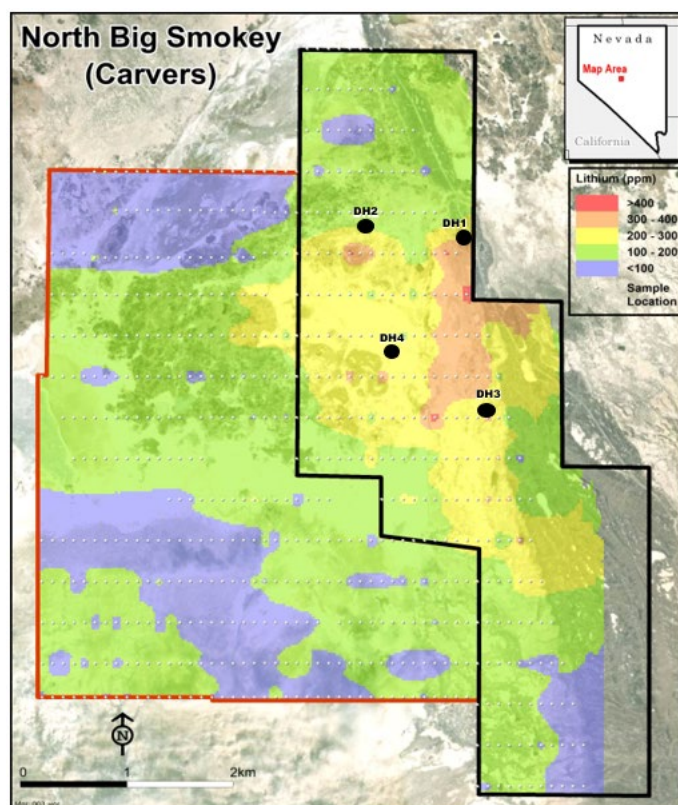 North Big Smokey
(Carvers)
Nevada
Map Area
California
Lithium (ppm)
>400
300 - 400
200 - 300
100 - 200
<100
Sample
Location
DH2
DH1
DH4
DH3
N
0 1 2km